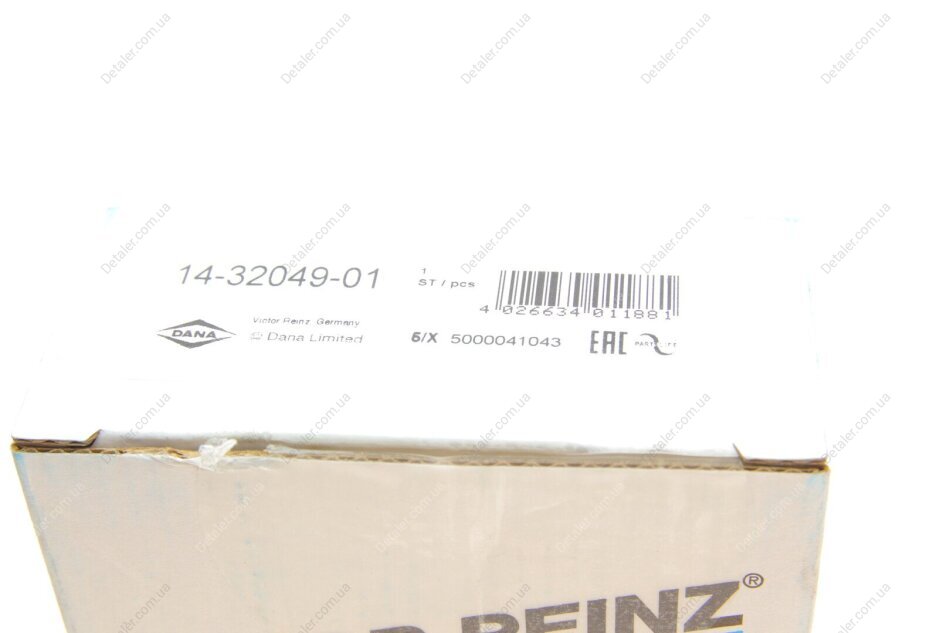 14-32049-01
1
ST / pcs
4 026634 011881
DANA
Victor Reinz, Germany
© Dana Limited
Б/Х 5000041043
EAC
REINZ®
Detaler.com.ua